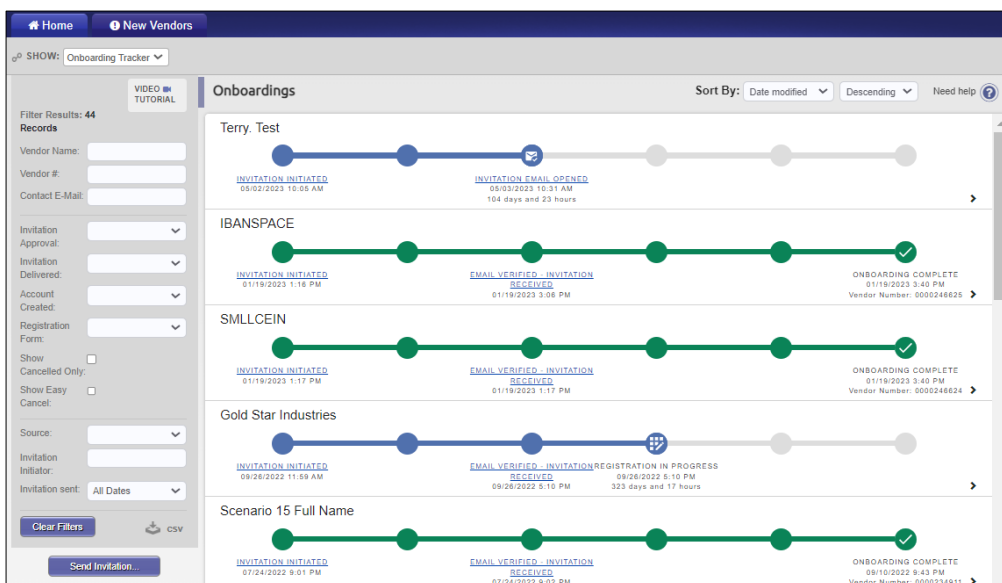 Home
New Vendors
SHOW: Onboarding Tracker
VIDEO
TUTORIAL
Filter Results: 44
Records
Vendor Name:
Vendor #:
Contact E-Mail:
Invitation
Approval:
Invitation
Delivered:
Account
Created:
Registration
Form:
Show
Cancelled Only:
Show Easy
Cancel:
Source:
Invitation
Initiator:
Invitation sent: All Dates
Clear Filters
CSV
Send Invitation...
Onboardings
Sort By: Date modified Descending Need help ?
Terry. Test
INVITATION INITIATED
05/02/2023 10:05 AM
INVITATION EMAIL OPENED
05/03/2023 10:31 AM
104 days and 23 hours
IBANSPACE
INVITATION INITIATED
01/19/2023 1:16 PM
EMAIL VERIFIED - INVITATION
RECEIVED
01/19/2023 3:06 PM
ONBOARDING COMPLETE
01/19/2023 3:40 PM
Vendor Number: 0000246625
SMLLCEIN
INVITATION INITIATED
01/19/2023 1:17 PM
EMAIL VERIFIED - INVITATION
RECEIVED
01/19/2023 1:17 PM
ONBOARDING COMPLETE
01/19/2023 3:40 PM
Vendor Number: 0000246624
Gold Star Industries
INVITATION INITIATED
09/26/2022 11:59 AM
EMAIL VERIFIED - INVITATION
RECEIVED
09/26/2022 5:10 PM
REGISTRATION IN PROGRESS
09/26/2022 5:10 PM
323 days and 17 hours
Scenario 15 Full Name
INVITATION INITIATED
07/24/2022 9:01 PM
EMAIL VERIFIED - INVITATION
RECEIVED
07/24/2022 9:02 PM
ONBOARDING COMPLETE
09/10/2022 9:43 PM
Vendor Number: 0000234911